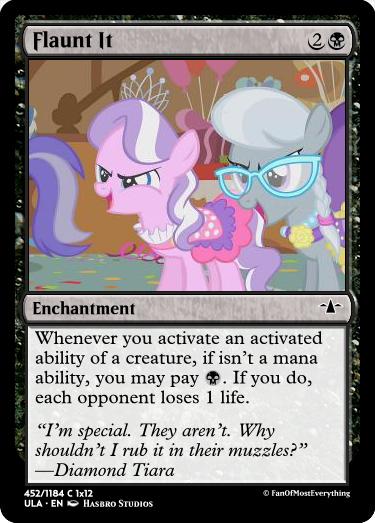 Flaunt It 2
Enchantment
Whenever you activate an activated
ability of a creature, if isn't a mana
ability, you may pay . If you do,
each opponent loses 1 life.
“I'm special. They aren't. Why
shouldn't I rub it in their muzzles?”
—Diamond Tiara
452/1184 C 1x12
ULA • EN Hasbro Studios
© FanOfMostEverything